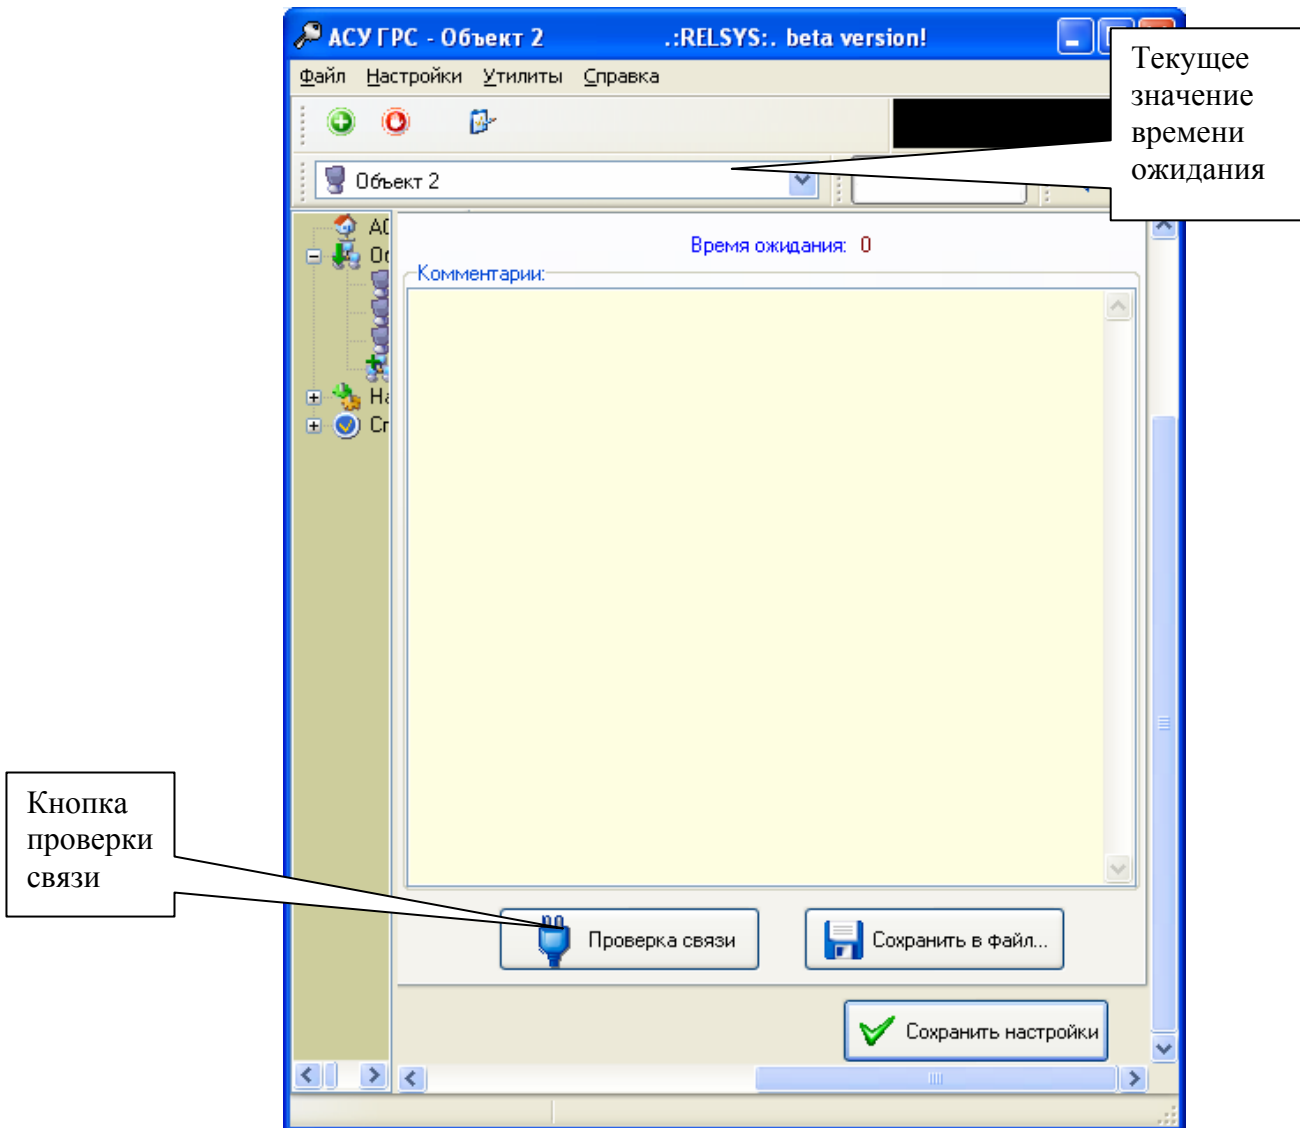 АСУ ГРС - Объект 2 .:RELSYS:. beta version!
Файл Настройки Утилиты Справка
Текущее
значение
времени
ожидания
Объект 2
Время ожидания: 0
Комментарии:
Кнопка
проверки
связи
Проверка связи
Сохранить в файл...
Сохранить настройки